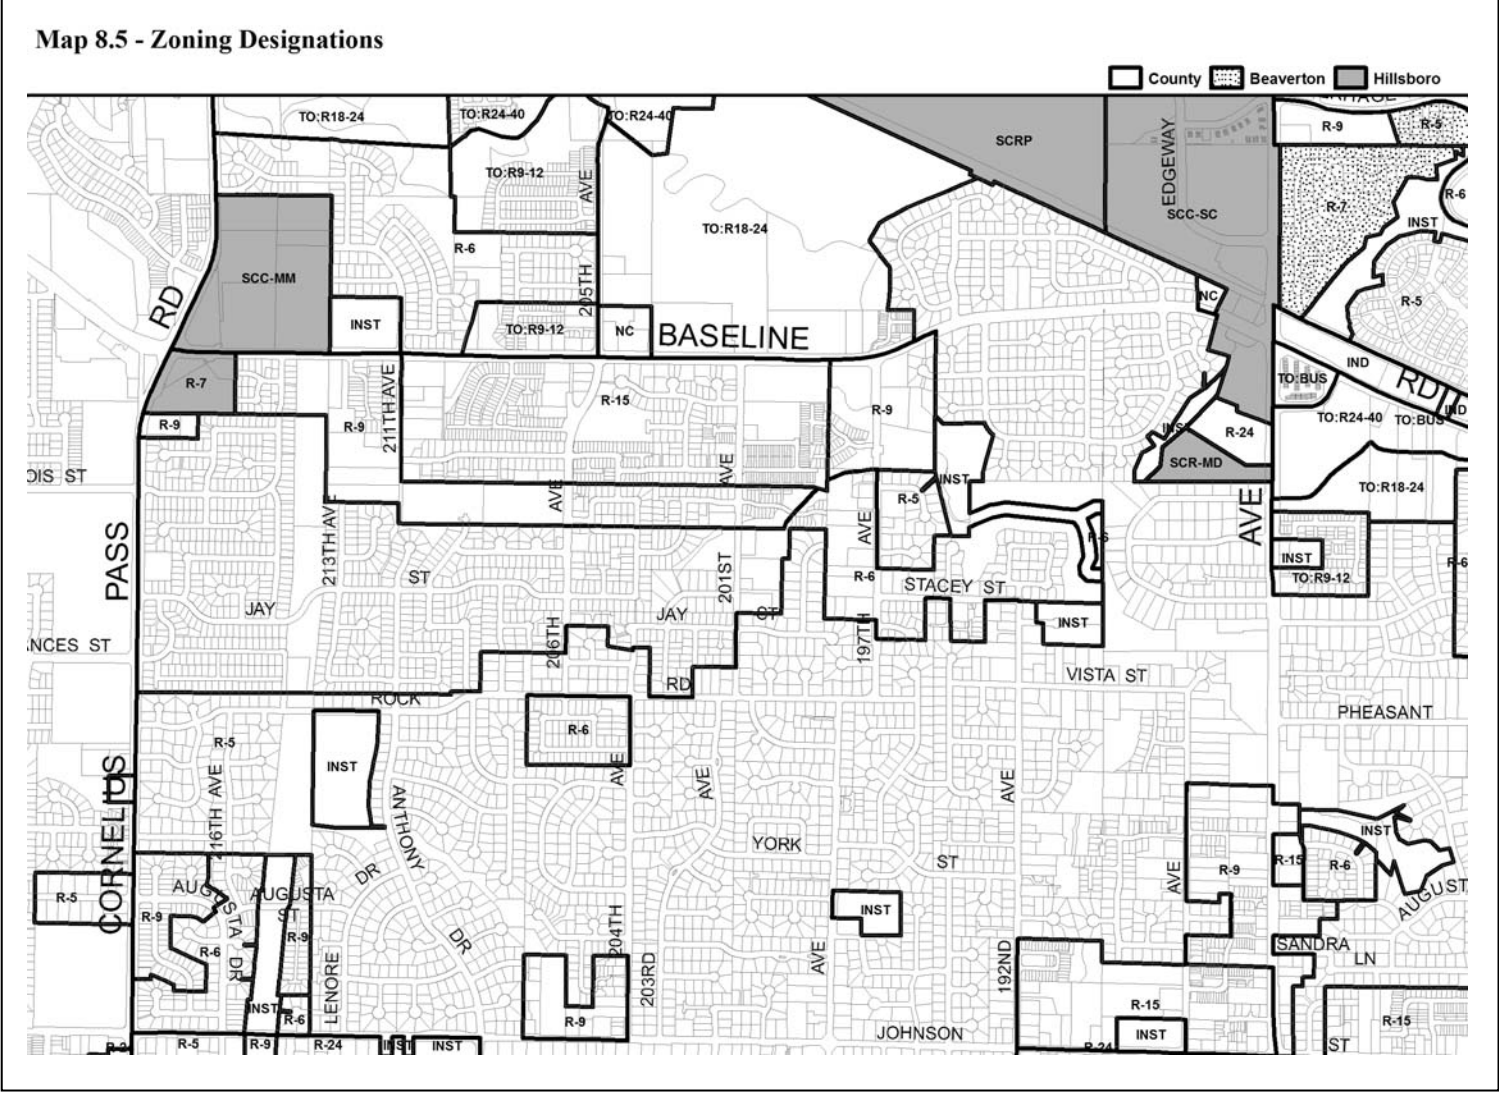 Map 8.5 - Zoning Designations
County
Beaverton
Hillsboro
TO:R18-24
TO:R24-40
TO:R24-40
SCRP
EDGEWAY
R-9
R-5
TO:R9-12
AVE
R-7
R-6
SCC-SC
INST
TO:R18-24
R-6
SCC-MM
205TH
NC
R-5
RD
INST
TO:R9-12
NC
BASELINE
IND
R-7
211TH AVE
R-15
TO:BUS
RD
R-9
R-9
R-9
INST
R-24
TO:R24-40
TO:BUS
IND
AVE
SCR-MD
OIS ST
INST
TO:R18-24
AVE
R-5
AVE
AVE
PASS
213TH AVE
R-6
INST
ST
201ST
R-6
STACEY ST
TO:R9-12
R-6
JAY
JAY
CT
INST
NCES ST
206TH
197TH
VISTA ST
RD
ROCK
PHEASANT
R-6
R-5
INST
AVE
AVE
AVE
CORNELIUS
216TH AVE
ANTHONY
INST
YORK
ST
R-15
R-6
DR
R-9
AVE
R-5
AUGUSTA DR
AUGUSTA
ST
AUGUST
R-9
INST
R-9
DR
204TH
R-6
AVE
192ND
SANDRA
LN
LENORE
203RD
INST
R-6
R-9
R-15
R-15
JOHNSON
INST
ST
R-5
R-9
R-24
INST
INST
R-24